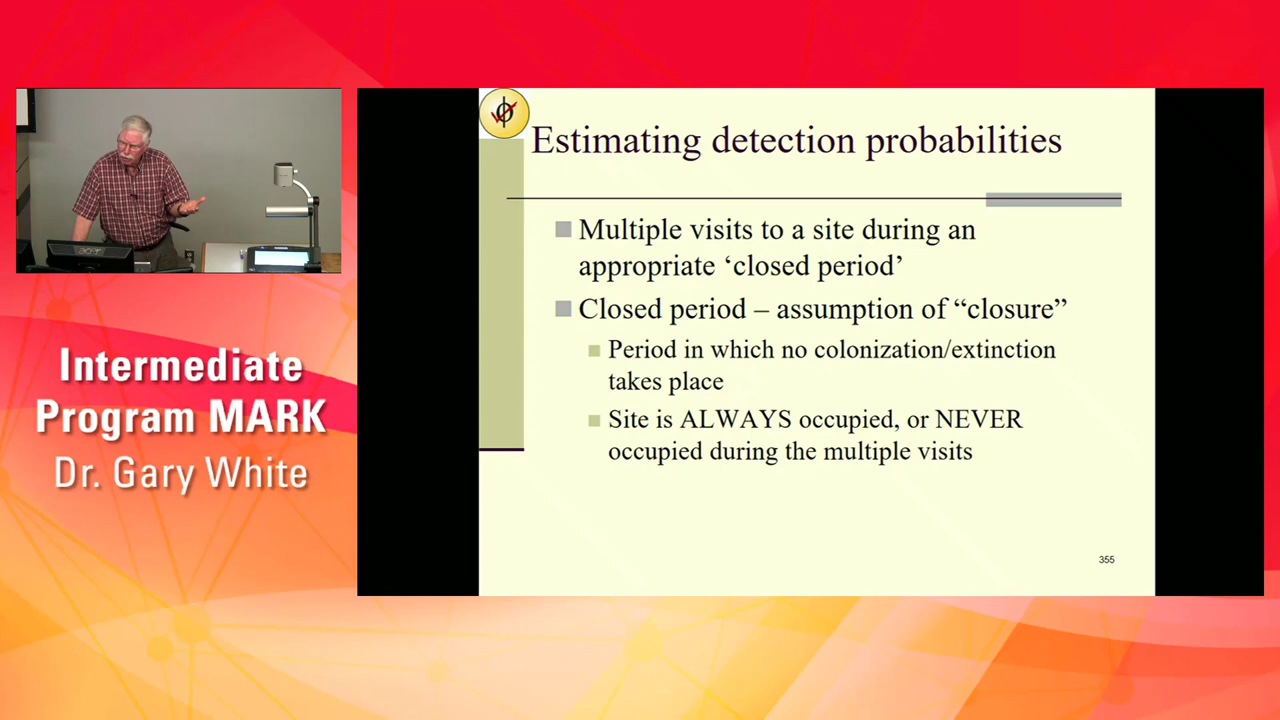 Estimating detection probabilities
Multiple visits to a site during an
appropriate ‘closed period’
Closed period – assumption of “closure”
Period in which no colonization/extinction
takes place
Site is ALWAYS occupied, or NEVER
occupied during the multiple visits
355
Intermediate
Program MARK
Dr. Gary White
acer